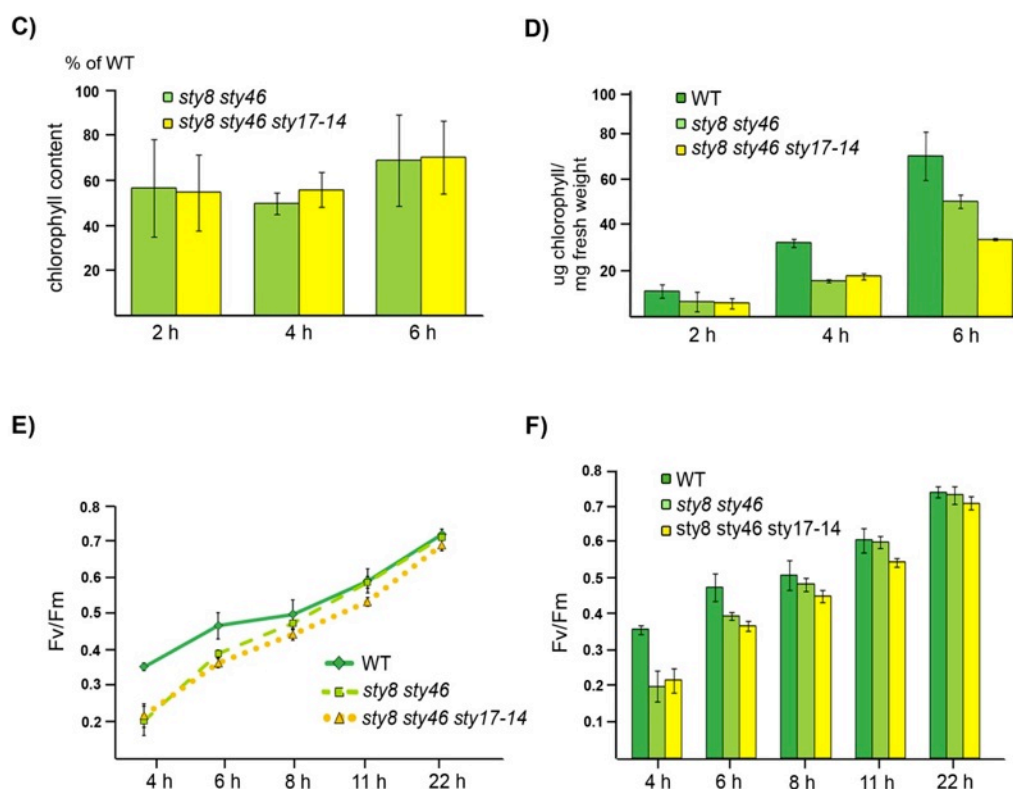 C)
% of WT
sty8 sty46
sty8 sty46 sty17-14
chlorophyll content
100
80
60
40
20
2 h
4 h
6 h
D)
WT
sty8 sty46
sty8 sty46 sty17-14
ug chlorophyll/
mg fresh weight
100
80
60
40
20
2 h
4 h
6 h
E)
Fv/Fm
0.8
0.7
0.6
0.5
0.4
0.3
0.2
WT
sty8 sty46
sty8 sty46 sty17-14
4 h
6 h
8 h
11 h
22 h
F)
WT
sty8 sty46
sty8 sty46 sty17-14
Fv/Fm
0.8
0.7
0.6
0.5
0.4
0.3
0.2
0.1
4 h
6 h
8 h
11 h
22 h